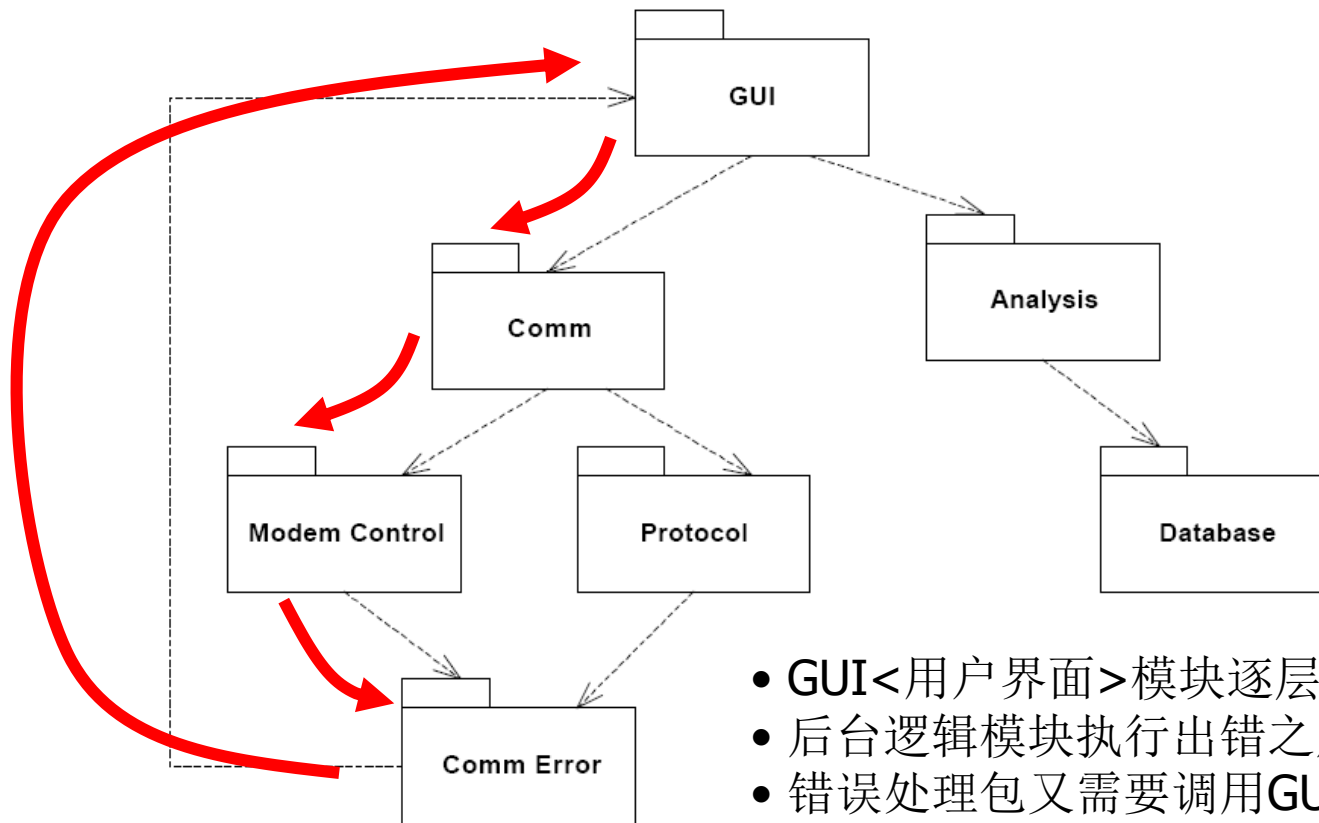 GUI
Analysis
Comm
Modem Control
Protocol
Database
Comm Error
• GUI<用户界面>模块逐层
• 后台逻辑模块执行出错之
• 错误处理包又需要调用GU